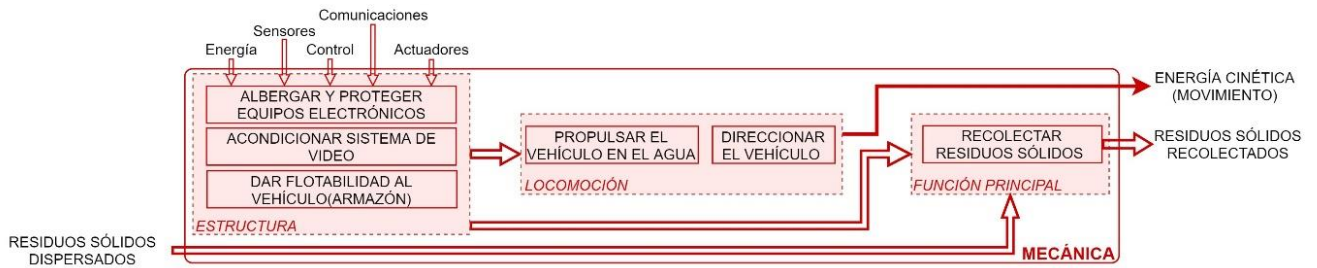 Comunicaciones
Sensores
Energía
Control
Actuadores
ALBERGAR Y PROTEGER
EQUIPOS ELECTRÓNICOS
ACONDICIONAR SISTEMA DE
VIDEO
DAR FLOTABILIDAD AL
VEHÍCULO(ARMAZÓN)
ESTRUCTURA
PROPULSAR EL
VEHÍCULO EN EL AGUA
DIRECCIONAR
EL VEHÍCULO
LOCOMOCIÓN
RECOLECTAR
RESIDUOS SÓLIDOS
FUNCIÓN PRINCIPAL
ENERGÍA CINÉTICA
(MOVIMIENTO)
RESIDUOS SÓLIDOS
RECOLECTADOS
RESIDUOS SÓLIDOS
DISPERSADOS
MECÁNICA